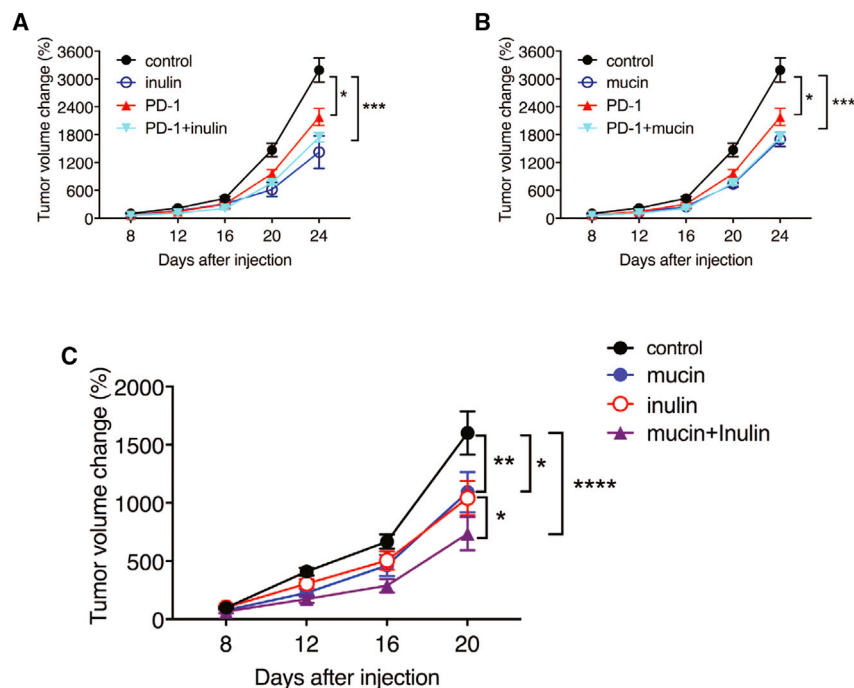 A
Tumor volume change (%)
3600
3000
2400
1800
1200
600
0
control
inulin
PD-1
PD-1+inulin
*
***
8 12 16 20 24
Days after injection
B
Tumor volume change (%)
3600
3000
2400
1800
1200
600
0
control
mucin
PD-1
PD-1+mucin
*
***
8 12 16 20 24
Days after injection
C
Tumor volume change (%)
2000
1500
1000
500
0
control
mucin
inulin
mucin+Inulin
**
*
****
*
8 12 16 20
Days after injection